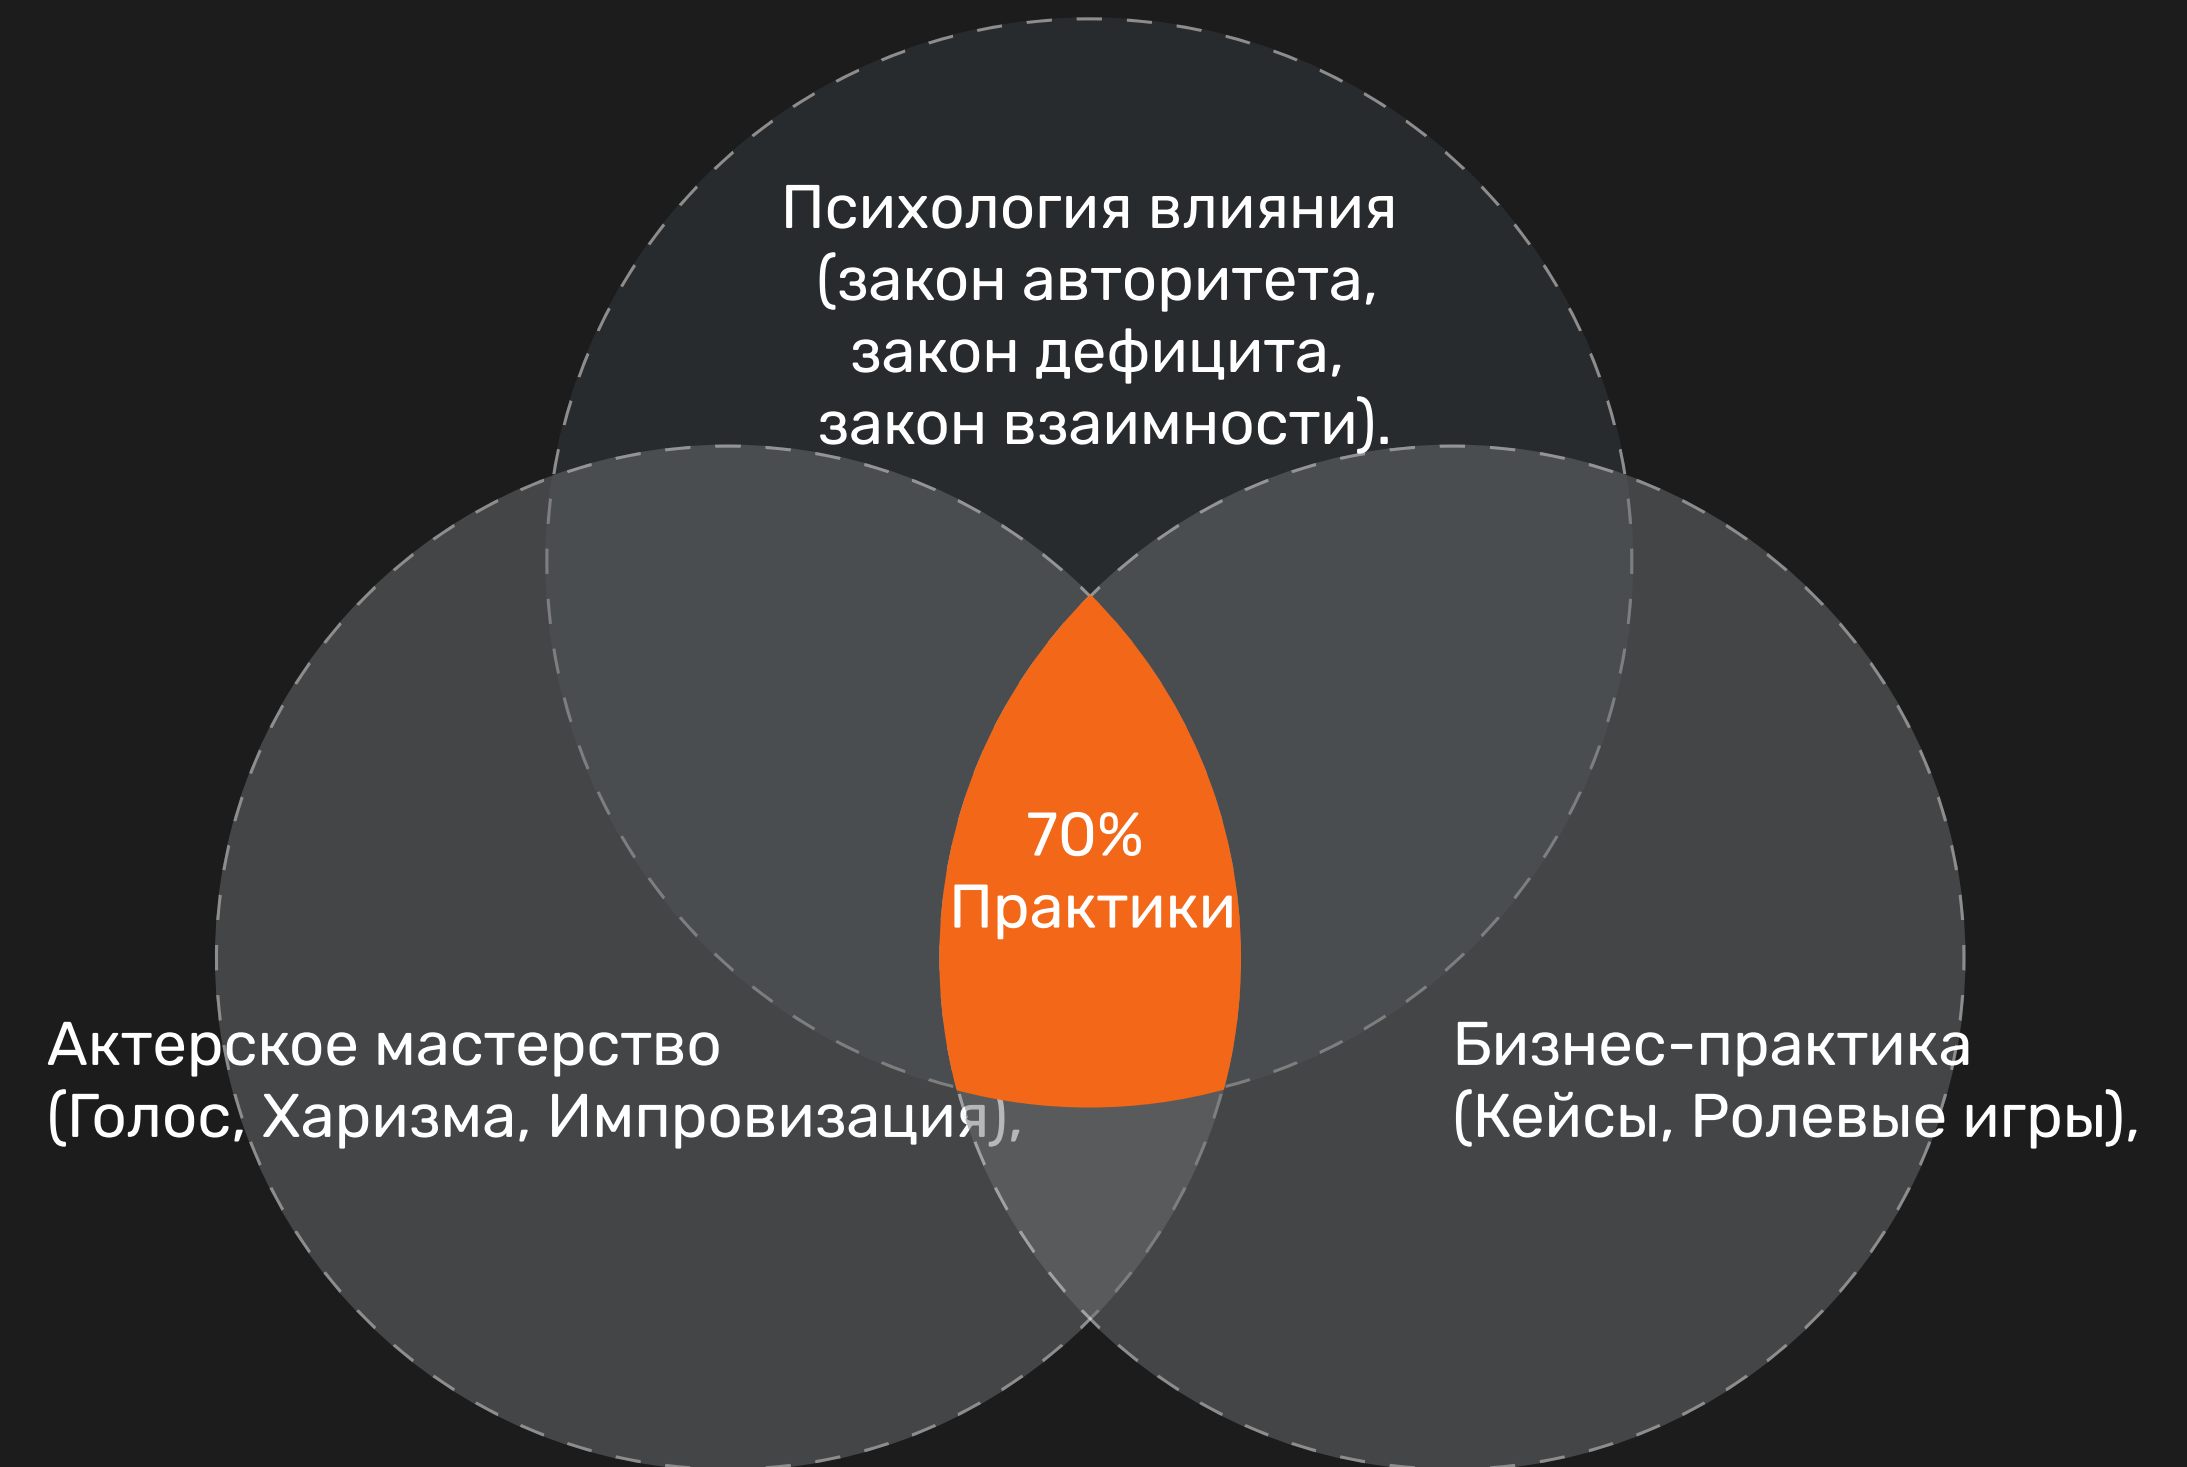 Психология влияния
(закон авторитета,
закон дефицита,
закон взаимности).
70%
Практики
Актерское мастерство
(Голос, Харизма, Импровизация),
Бизнес-практика
(Кейсы, Ролевые игры),